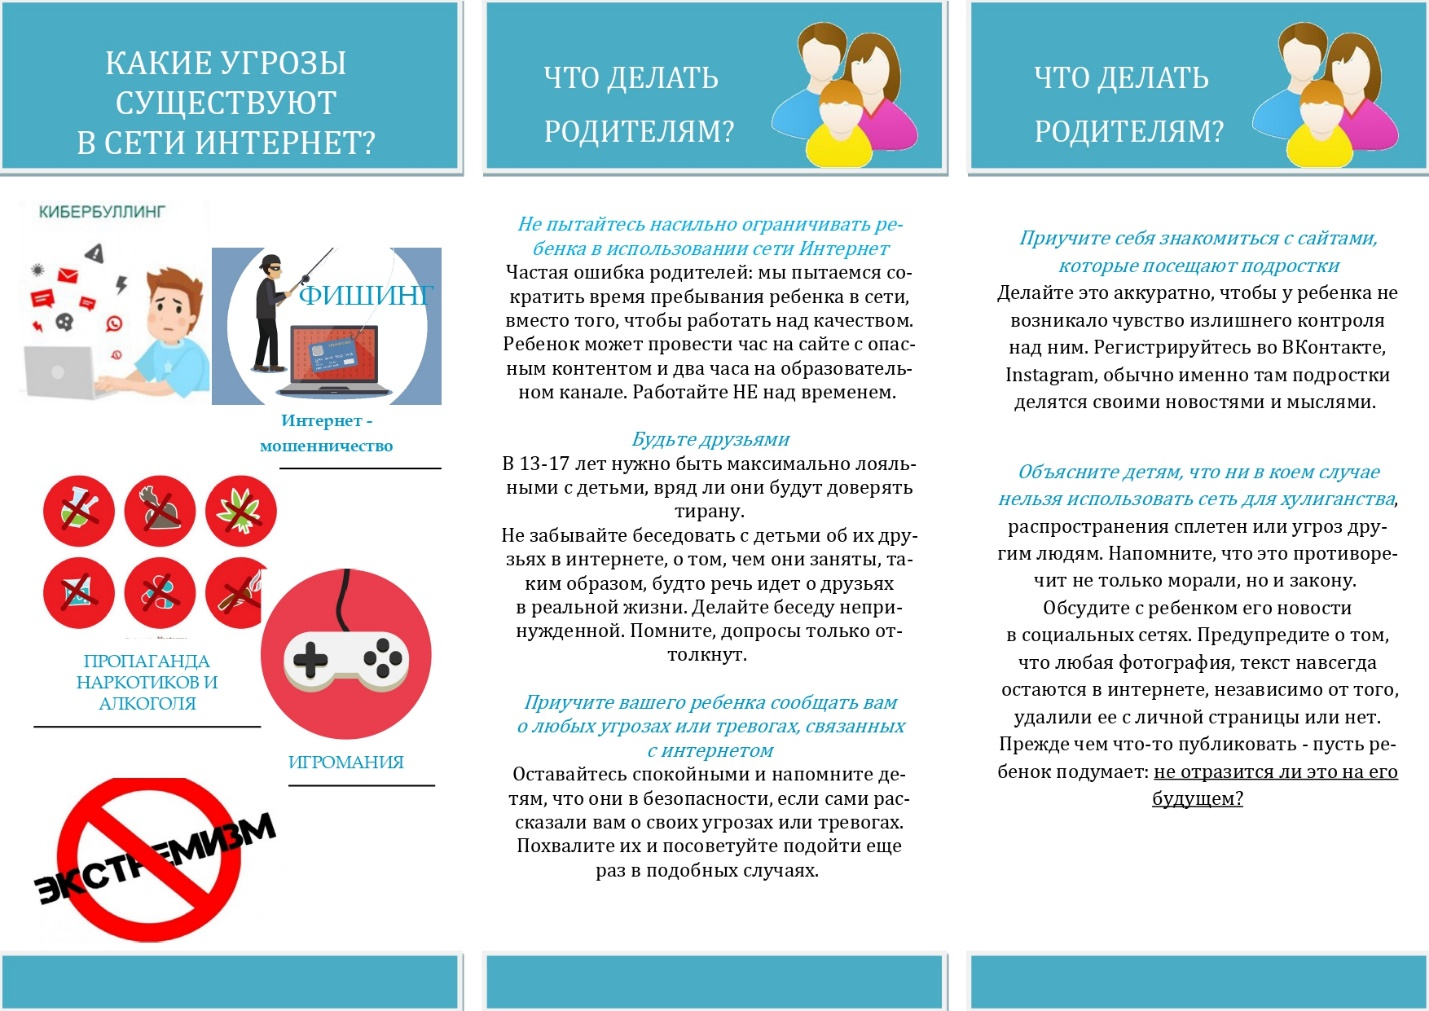 КАКИЕ УГРОЗЫ
СУЩЕСТВУЮТ
В СЕТИ ИНТЕРНЕТ?
КИБЕРБУЛЛИНГ
ФИШИНГ
Интернет -
мошенничество
ПРОПАГАНДА
НАРКОТИКОВ И
АЛКОГОЛЯ
ИГРОМАНИЯ
ЭКСТРЕМИЗМ
ЧТО ДЕЛАТЬ
РОДИТЕЛЯМ?
Не пытайтесь насильно ограничивать ре-
бенка в использовании сети Интернет
Частая ошибка родителей: мы пытаемся со-
кратить время пребывания ребенка в сети,
вместо того, чтобы работать над качеством.
Ребенок может провести час на сайте с опас-
ным контентом и два часа на образователь-
ном канале. Работайте НЕ над временем.
Будьте друзьями
В 13-17 лет нужно быть максимально лояль-
ными с детьми, вряд ли они будут доверять
тирану.
Не забывайте беседовать с детьми об их дру-
зьях в интернете, о том, чем они заняты, та-
ким образом, будто речь идет о друзьях
в реальной жизни. Делайте беседу непри-
нужденной. Помните, допросы только от-
толкнут.
Приучите вашего ребенка сообщать вам
о любых угрозах или тревогах, связанных
с интернетом
Оставайтесь спокойными и напомните де-
тям, что они в безопасности, если сами рас-
сказали вам о своих угрозах или тревогах.
Похвалите их и посоветуйте подойти еще
раз в подобных случаях.
ЧТО ДЕЛАТЬ
РОДИТЕЛЯМ?
Приучите себя знакомиться с сайтами,
которые посещают подростки
Делайте это аккуратно, чтобы у ребенка не
возникало чувство излишнего контроля
над ним. Регистрируйтесь во ВКонтакте,
Instagram, обычно именно там подростки
делятся своими новостями и мыслями.
Объясните детям, что ни в коем случае
нельзя использовать сеть для хулиганства,
распространения сплетен или угроз дру-
гим людям. Напомните, что это противоре-
чит не только морали, но и закону.
Обсудите с ребенком его новости
в социальных сетях. Предупредите о том,
что любая фотография, текст навсегда
остаются в интернете, независимо от того,
удалили ее с личной страницы или нет.
Прежде чем что-то публиковать - пусть ре-
бенок подумает: не отразится ли это на его
будущем?